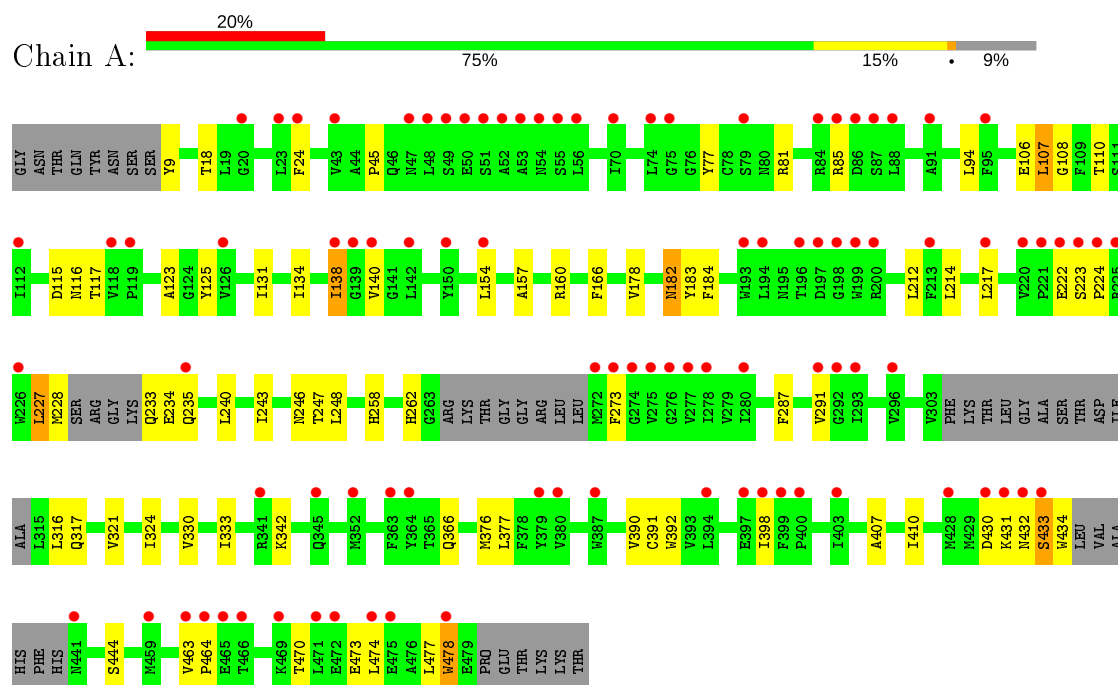 20%
Chain A:
75% 15% • 9%
GLY ASN THR GLN TYR ASN SER SER Y9 T18 L19 G20 L23 F24 V43 A44 P45 Q46 N47 L48 S49 E50 S51 A52 A53 N54 S55 L56 I70 L74 G75 G76 Y77 C78 S79 N80 R81 R84 R85 D86 S87 L88 A91 L94 F95 E106 L107 G108 F109 T110 S111
I112 D115 N116 T117 V118 P119 A123 G124 Y125 V126 I131 I134 I138 G139 V140 G141 L142 Y150 L154 A157 R160 F166 V178 N182 Y183 F184 W193 L194 N195 T196 D197 G198 W199 R200 L212 F213 L214 L217 V220 P221 E222 S223 P224 R225
W226 L227 M228 SER ARG GLY LYS Q233 E234 Q235 L240 I243 N246 T247 L248 H258 H262 G263 ARG LYS THR GLY GLY ARG LEU LEU M272 F273 G274 V275 G276 V277 I278 V279 I280 F287 V291 G292 I293 V296 V303 PHE LYS THR LEU GLY ALA SER THR ASP ILE
ALA L315 L316 Q317 V321 I324 V330 I333 R341 K342 Q345 M352 F363 Y364 T365 Q366 M376 L377 F378 Y379 V380 W387 V390 C391 W392 V393 L394 E397 I398 F399 P400 I403 A407 I410 M428 M429 D430 K431 N432 S433 W434 LEU VAL ALA
HIS PHE HIS N441 S444 M459 V463 P464 E465 T466 K469 T470 L471 E472 E473 L474 E475 A476 L477 W478 E479 PRO GLU THR LYS LYS THR